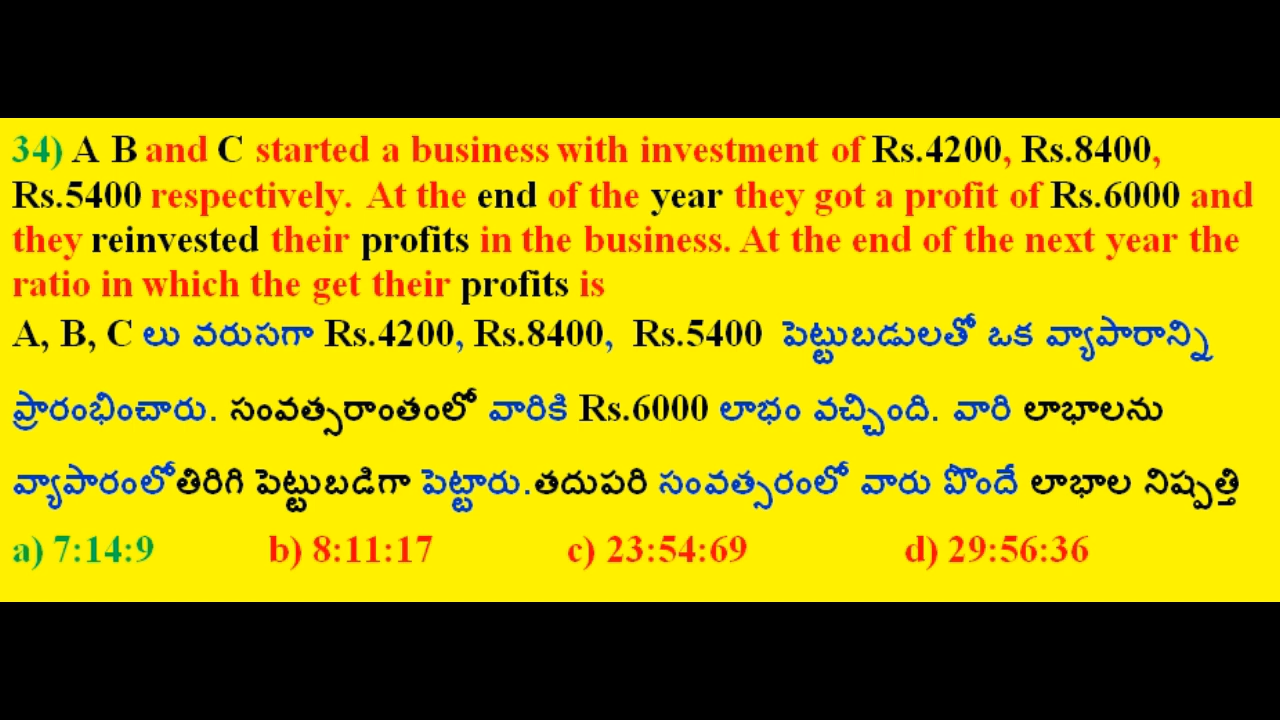 34) A B and C started a business with investment of Rs.4200, Rs.8400,
Rs.5400 respectively. At the end of the year they got a profit of Rs.6000 and
they reinvested their profits in the business. At the end of the next year the
ratio in which the get their profits is
A, B, C లు వరుసగా Rs.4200, Rs.8400, Rs.5400 పెట్టుబడులతో ఒక వ్యాపారాన్ని
ప్రారంభించారు. సంవత్సరాంతంలో వారికి Rs.6000 లాభం వచ్చింది. వారి లాభాలను
వ్యాపారంలోతిరిగి పెట్టుబడిగా పెట్టారు.తదుపరి సంవత్సరంలో వారు పొందే లాభాల నిష్పత్తి
a) 7:14:9 b) 8:11:17 c) 23:54:69 d) 29:56:36